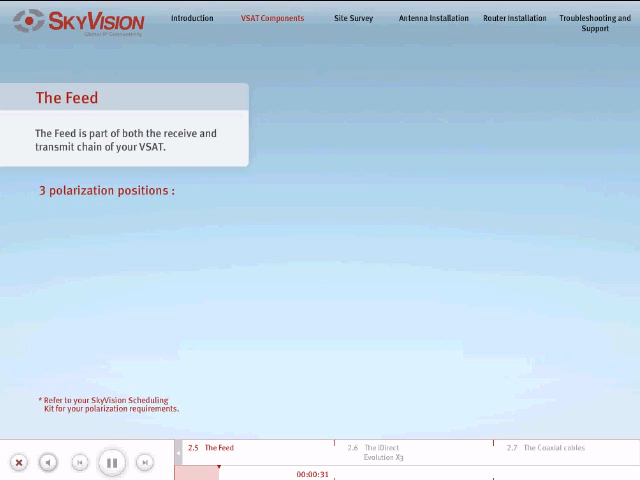 SKYVISION
Global IP Connectivity
Introduction
VSAT Components
Site Survey
Antenna Installation
Router Installation
Troubleshooting and
Support
The Feed
The Feed is part of both the receive and
transmit chain of your VSAT.
3 polarization positions :
* Refer to your SkyVision Scheduling
Kit for your polarization requirements.
2.5 The Feed
2.6 The iDirect
Evolution X3
2.7 The Coaxial cables
00:00:31